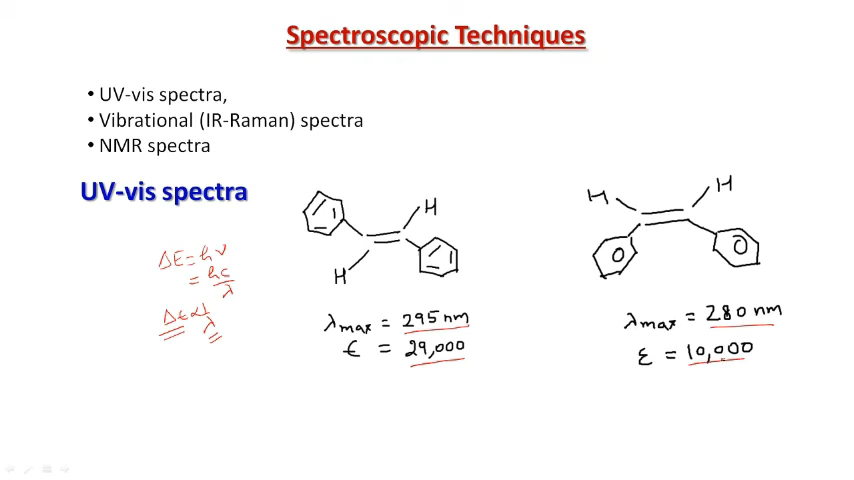 Spectroscopic Techniques
• UV-vis spectra,
• Vibrational (IR-Raman) spectra
• NMR spectra
UV-vis spectra
ΔE = hν
= hc/λ
Δε α 1/λ
H
H
λmax = 295 nm
ε = 29,000
H
H
λmax = 280 nm
ε = 10,000